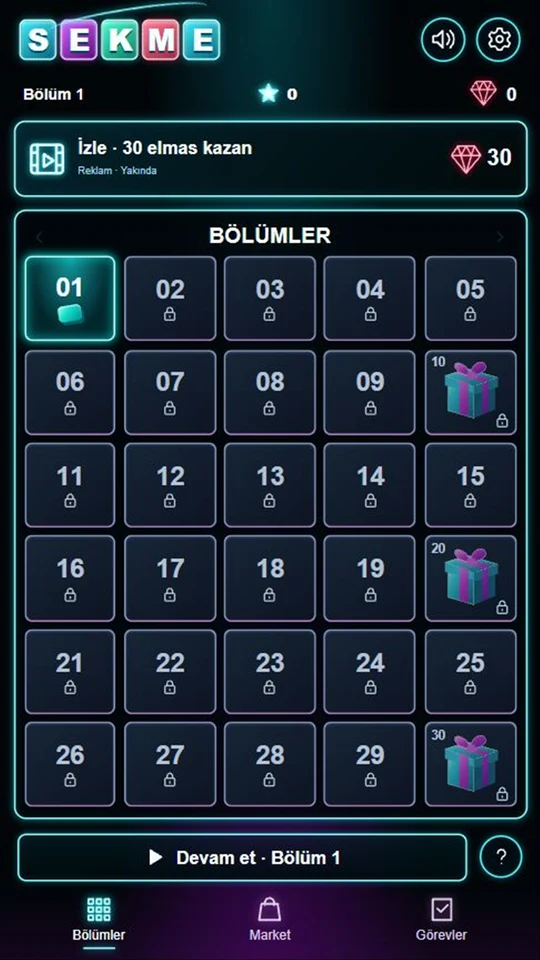 SEKME
Bölüm 1
0
0
İzle · 30 elmas kazan
Reklam · Yakında
30
BÖLÜMLER
01 02 03 04 05
06 07 08 09 10
11 12 13 14 15
16 17 18 19 20
21 22 23 24 25
26 27 28 29 30
Devam et · Bölüm 1
?
Bölümler Market Görevler